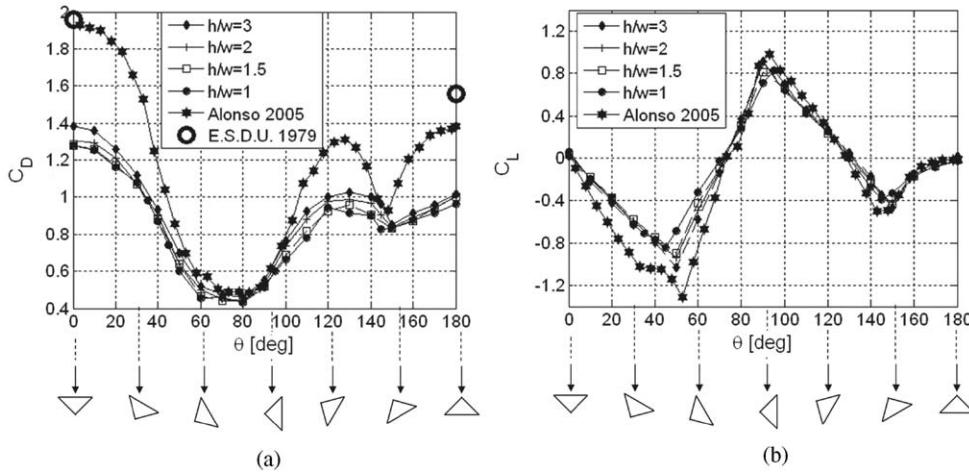 h/w=3
h/w=2
h/w=1.5
h/w=1
Alonso 2005
E.S.D.U. 1979
C_D
2
1.8
1.6
1.4
1.2
1
0.8
0.6
0.4
0 20 40 60 80 100 120 140 160 180
θ [deg]
(a)
h/w=3
h/w=2
h/w=1.5
h/w=1
Alonso 2005
C_L
1.2
0.8
0.4
0
-0.4
-0.8
-1.2
0 20 40 60 80 100 120 140 160 180
θ [deg]
(b)